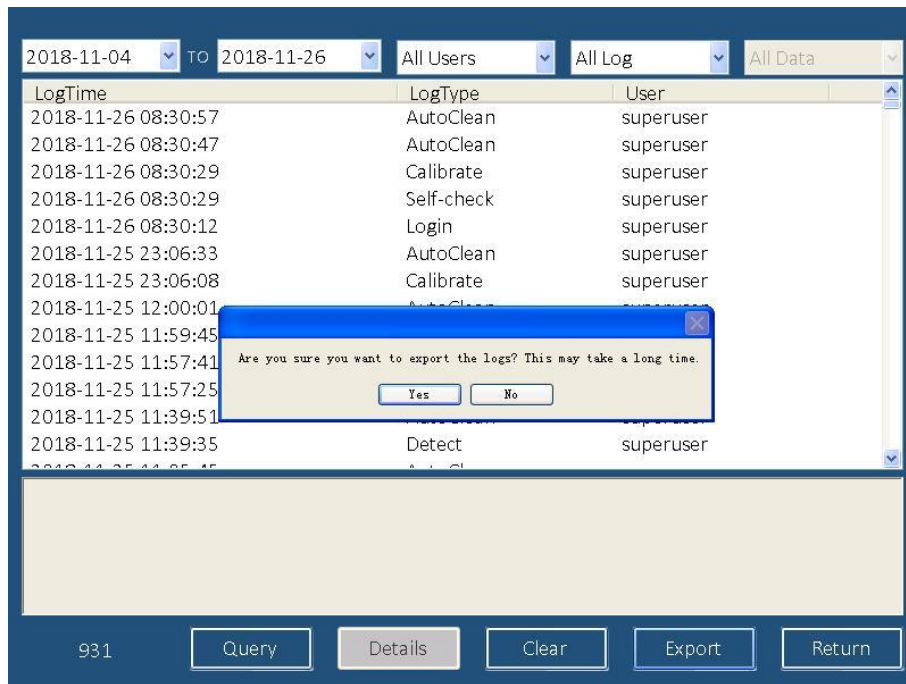 2018-11-04 TO 2018-11-26 All Users All Log All Data
LogTime LogType User
2018-11-26 08:30:57 AutoClean superuser
2018-11-26 08:30:47 AutoClean superuser
2018-11-26 08:30:29 Calibrate superuser
2018-11-26 08:30:29 Self-check superuser
2018-11-26 08:30:12 Login superuser
2018-11-25 23:06:33 AutoClean superuser
2018-11-25 23:06:08 Calibrate superuser
2018-11-25 12:00:01
2018-11-25 11:59:45
2018-11-25 11:57:41
Are you sure you want to export the logs? This may take a long time.
2018-11-25 11:57:25
Yes No
2018-11-25 11:39:51
2018-11-25 11:39:35 Detect superuser
931 Query Details Clear Export Return